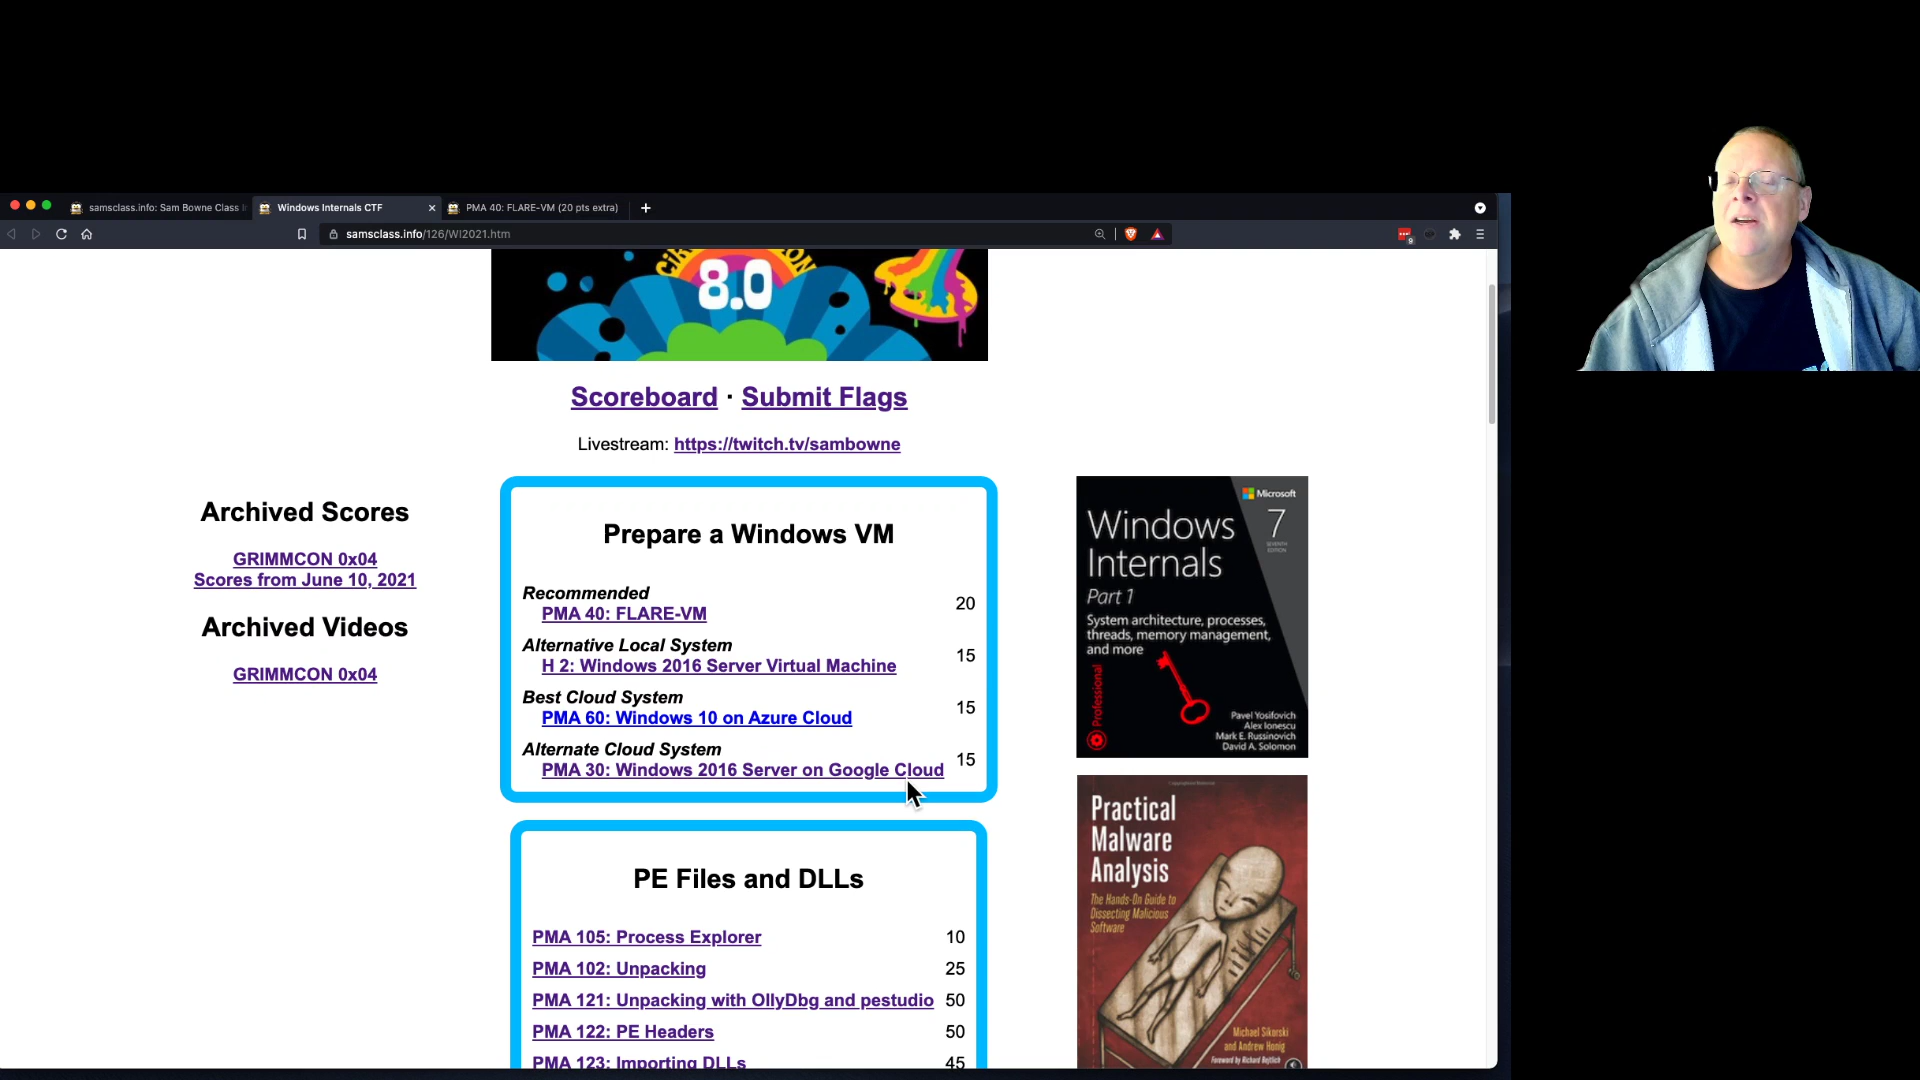 samsclass.info: Sam Bowne Class I
Windows Internals CTF
PMA 40: FLARE-VM (20 pts extra)
samsclass.info/126/WI2021.htm
9
8.0
Scoreboard · Submit Flags
Livestream: https://twitch.tv/sambowne
Archived Scores
GRIMMCON 0x04
Scores from June 10, 2021
Archived Videos
GRIMMCON 0x04
Prepare a Windows VM
Recommended
PMA 40: FLARE-VM 20
Alternative Local System
H 2: Windows 2016 Server Virtual Machine 15
Best Cloud System
PMA 60: Windows 10 on Azure Cloud 15
Alternate Cloud System
PMA 30: Windows 2016 Server on Google Cloud 15
PE Files and DLLs
PMA 105: Process Explorer 10
PMA 102: Unpacking 25
PMA 121: Unpacking with OllyDbg and pestudio 50
PMA 122: PE Headers 50
PMA 123: Importing DLLs 45
Microsoft
Windows
Internals
7
SEVENTH
EDITION
Part 1
System architecture, processes,
threads, memory management,
and more
Professional
Pavel Yosifovich
Alex Ionescu
Mark E. Russinovich
David A. Solomon
Practical
Malware
Analysis
The Hands-On Guide to
Dissecting Malicious
Software
Michael Sikorski
and Andrew Honig
Foreword by Richard Bejtlich